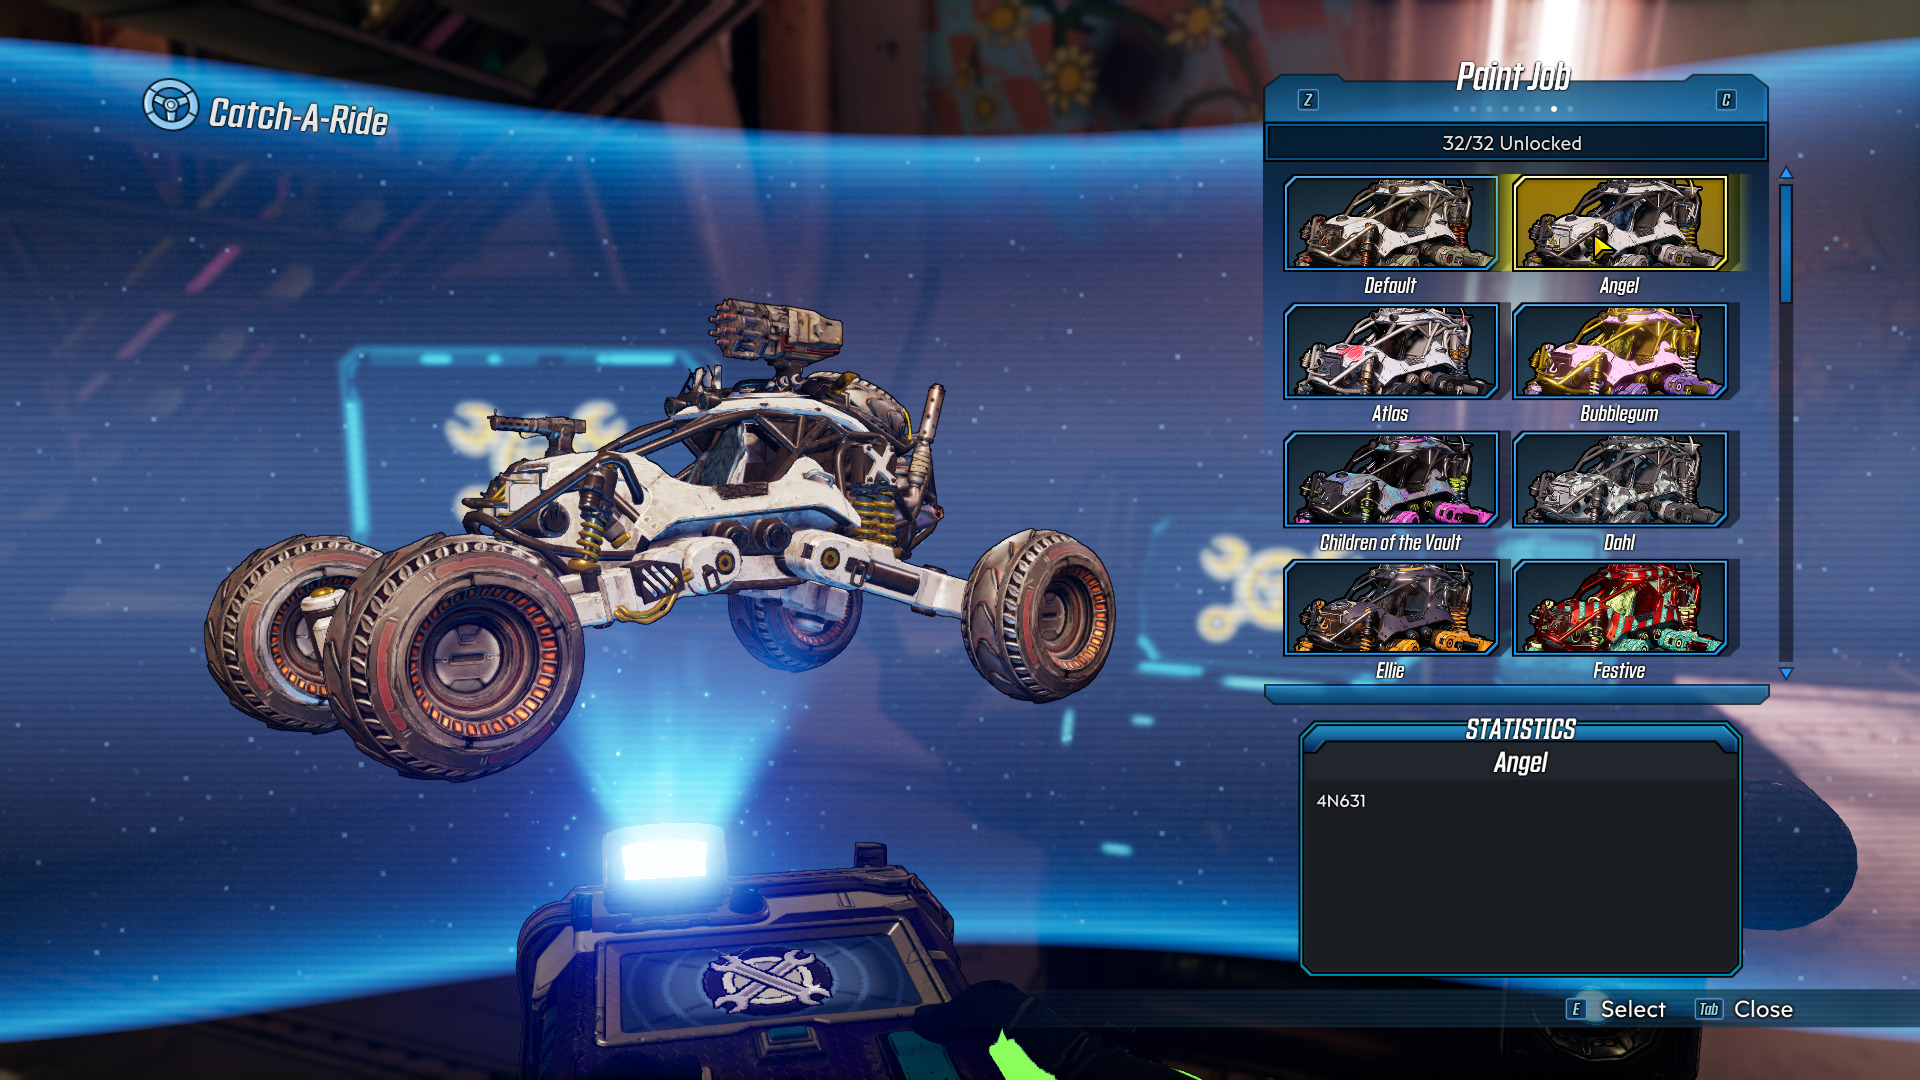 Catch-A-Ride
Paint Job
Z
C
32/32 Unlocked
Default
Angel
Atlas
Bubblegum
Children of the Vault
Dahl
Ellie
Festive
STATISTICS
Angel
4N631
E Select
Tab Close